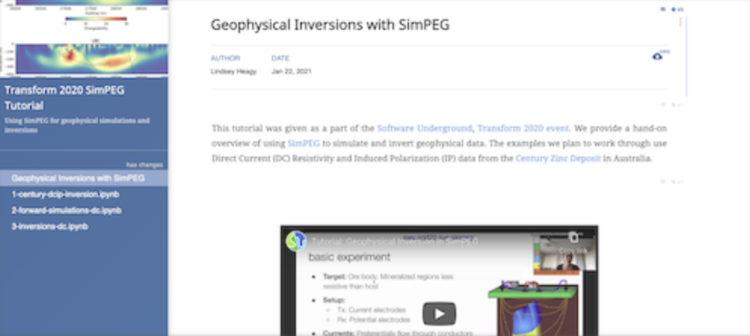 Geophysical Inversions with SimPEG
AUTHOR
DATE
Lindsey Heagy
Jan 22, 2021
Transform 2020 SimPEG
Tutorial
Using SimPEG for geophysical simulations and
inversions
has changes
Geophysical Inversions with SimPEG
1-century-dcip-inversion.ipynb
2-forward-simulations-dc.ipynb
3-inversions-dc.ipynb
This tutorial was given as a part of the Software Underground, Transform 2020 event. We provide a hand-on
overview of using SimPEG to simulate and invert geophysical data. The examples we plan to work through use
Direct Current (DC) Resistivity and Induced Polarization (IP) data from the Century Zinc Deposit in Australia.
Tutorial: Geophysical Inversion in SimPEG
basic experiment
Target: Ore body. Mineralized regions less
resistive than host
Setup:
Tx: Current electrodes
Rx: Potential electrodes
Currents: Preferentially flow through conductors